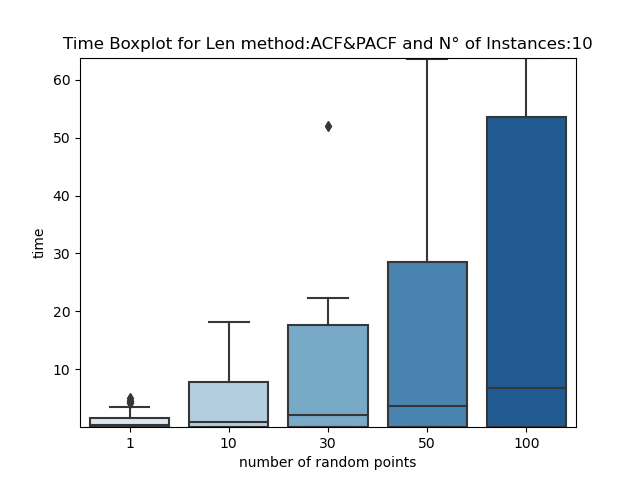 Time Boxplot for Len method:ACF&PACF and N° of Instances:10
60
50
40
30
20
10
time
1 10 30 50 100
number of random points